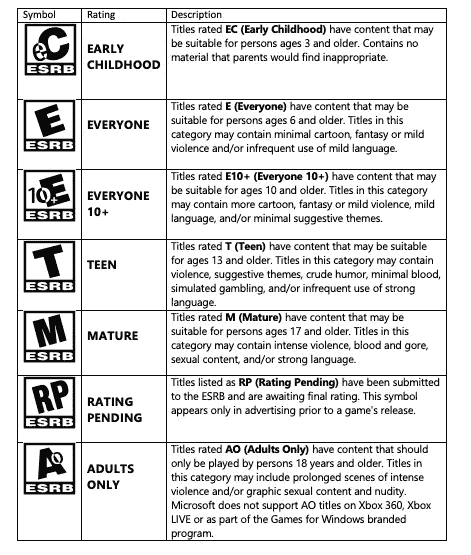 Symbol Rating Description
eC
ESRB
EARLY
CHILDHOOD
Titles rated EC (Early Childhood) have content that may
be suitable for persons ages 3 and older. Contains no
material that parents would find inappropriate.
E
ESRB
EVERYONE
Titles rated E (Everyone) have content that may be
suitable for persons ages 6 and older. Titles in this
category may contain minimal cartoon, fantasy or mild
violence and/or infrequent use of mild language.
E
10+
ESRB
EVERYONE
10+
Titles rated E10+ (Everyone 10+) have content that may
be suitable for ages 10 and older. Titles in this category
may contain more cartoon, fantasy or mild violence, mild
language, and/or minimal suggestive themes.
T
ESRB
TEEN
Titles rated T (Teen) have content that may be suitable
for ages 13 and older. Titles in this category may contain
violence, suggestive themes, crude humor, minimal blood,
simulated gambling, and/or infrequent use of strong
language.
M
ESRB
MATURE
Titles rated M (Mature) have content that may be
suitable for persons ages 17 and older. Titles in this
category may contain intense violence, blood and gore,
sexual content, and/or strong language.
RP
ESRB
RATING
PENDING
Titles listed as RP (Rating Pending) have been submitted
to the ESRB and are awaiting final rating. This symbol
appears only in advertising prior to a game's release.
Ao
ESRB
ADULTS
ONLY
Titles rated AO (Adults Only) have content that should
only be played by persons 18 years and older. Titles in
this category may include prolonged scenes of intense
violence and/or graphic sexual content and nudity.
Microsoft does not support AO titles on Xbox 360, Xbox
LIVE or as part of the Games for Windows branded
program.